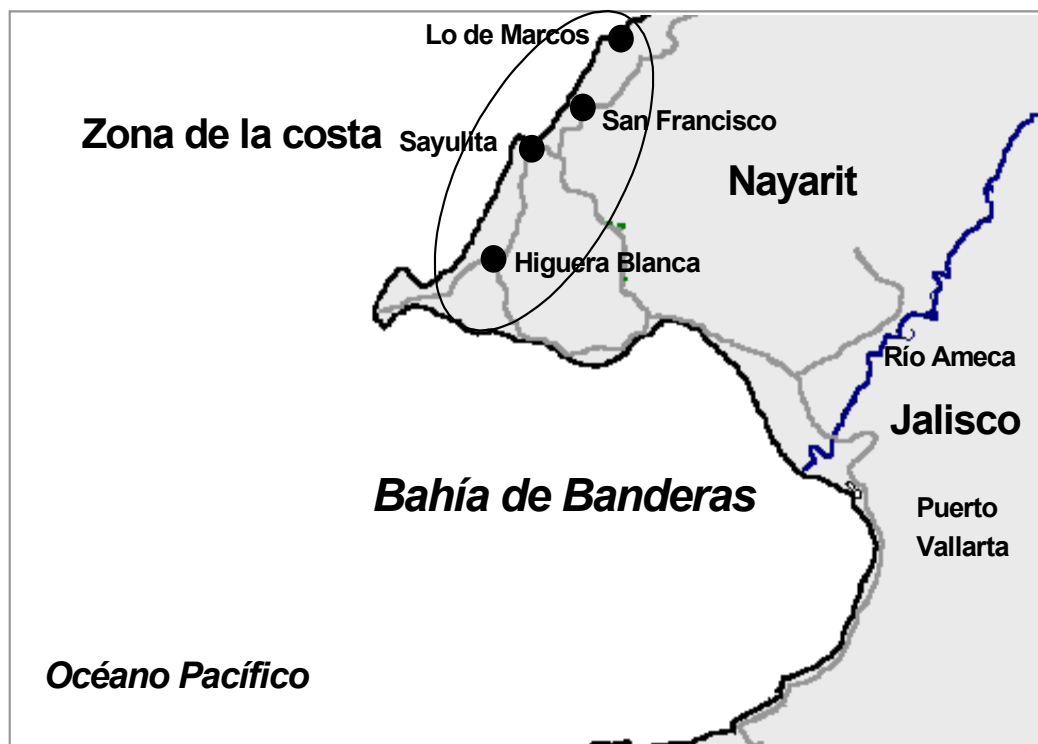 Lo de Marcos
San Francisco
Zona de la costa
Sayulita
Nayarit
Higuera Blanca
Río Ameca
Jalisco
Bahía de Banderas
Puerto
Vallarta
Océano Pacífico